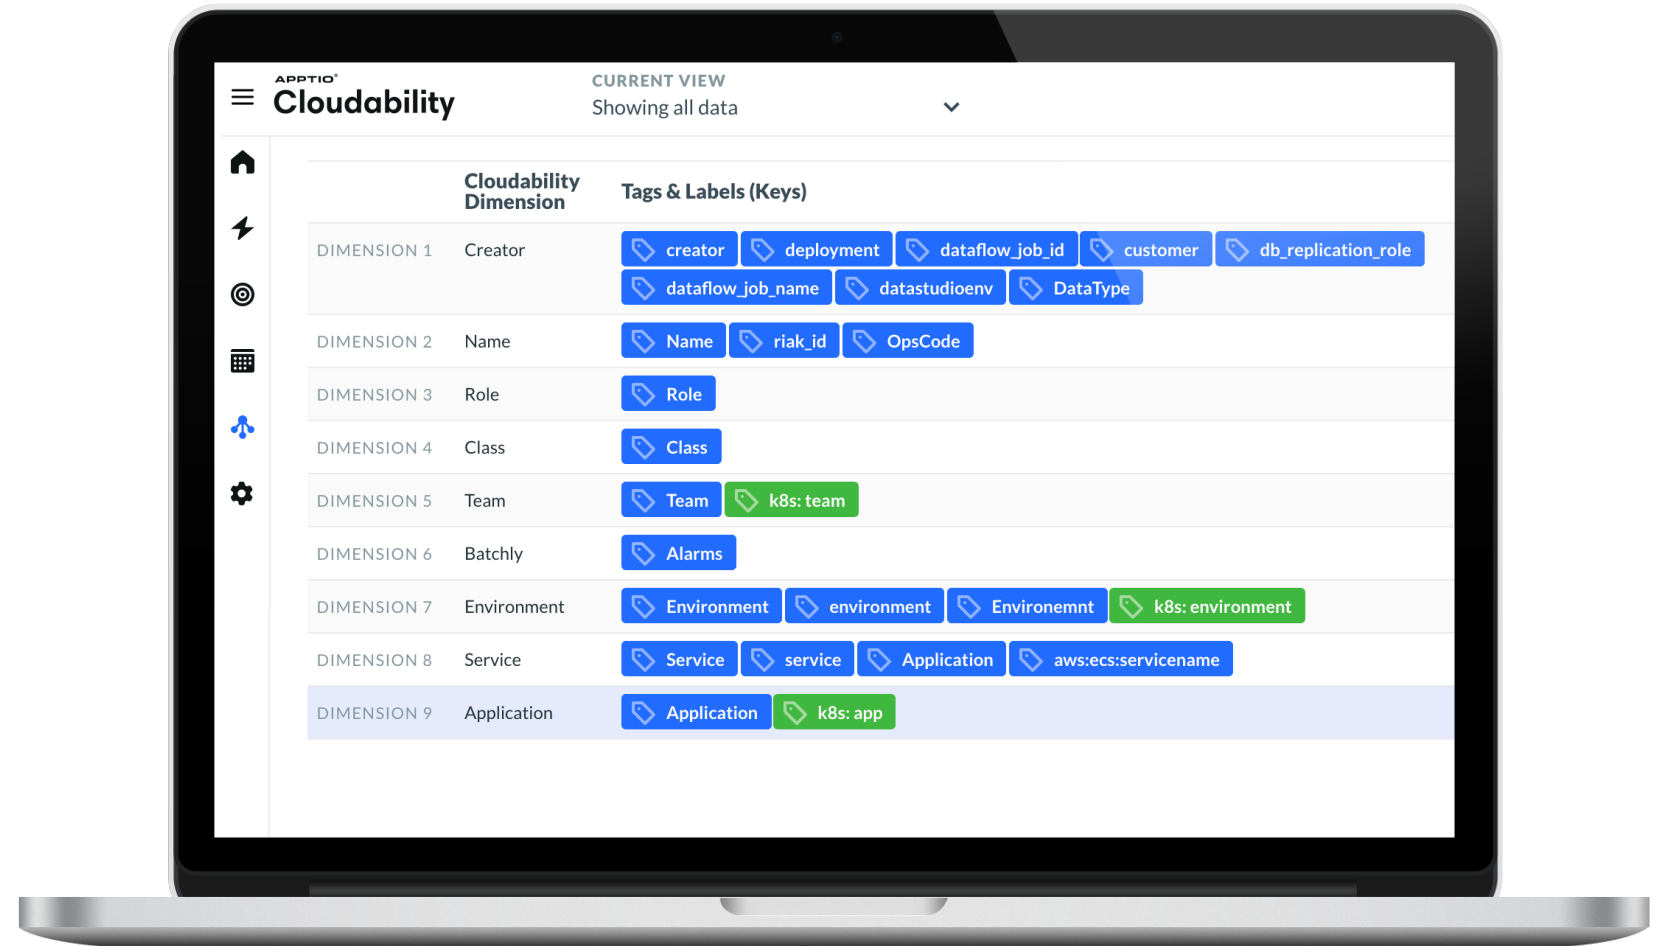 APPTIO®
Cloudability
CURRENT VIEW
Showing all data
Cloudability Dimension
Tags & Labels (Keys)
DIMENSION 1 Creator creator deployment dataflow_job_id customer db_replication_role
dataflow_job_name datastudioenv DataType
DIMENSION 2 Name Name riak_id OpsCode
DIMENSION 3 Role Role
DIMENSION 4 Class Class
DIMENSION 5 Team Team k8s: team
DIMENSION 6 Batchly Alarms
DIMENSION 7 Environment Environment environment Environemnt k8s: environment
DIMENSION 8 Service Service service Application aws:ecs:servicename
DIMENSION 9 Application Application k8s: app